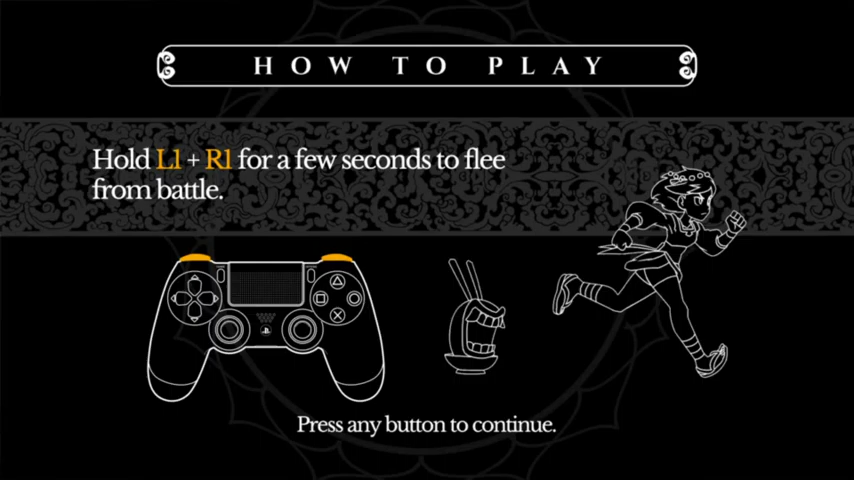 HOW TO PLAY
Hold L1 + R1 for a few seconds to flee
from battle.
Press any button to continue.